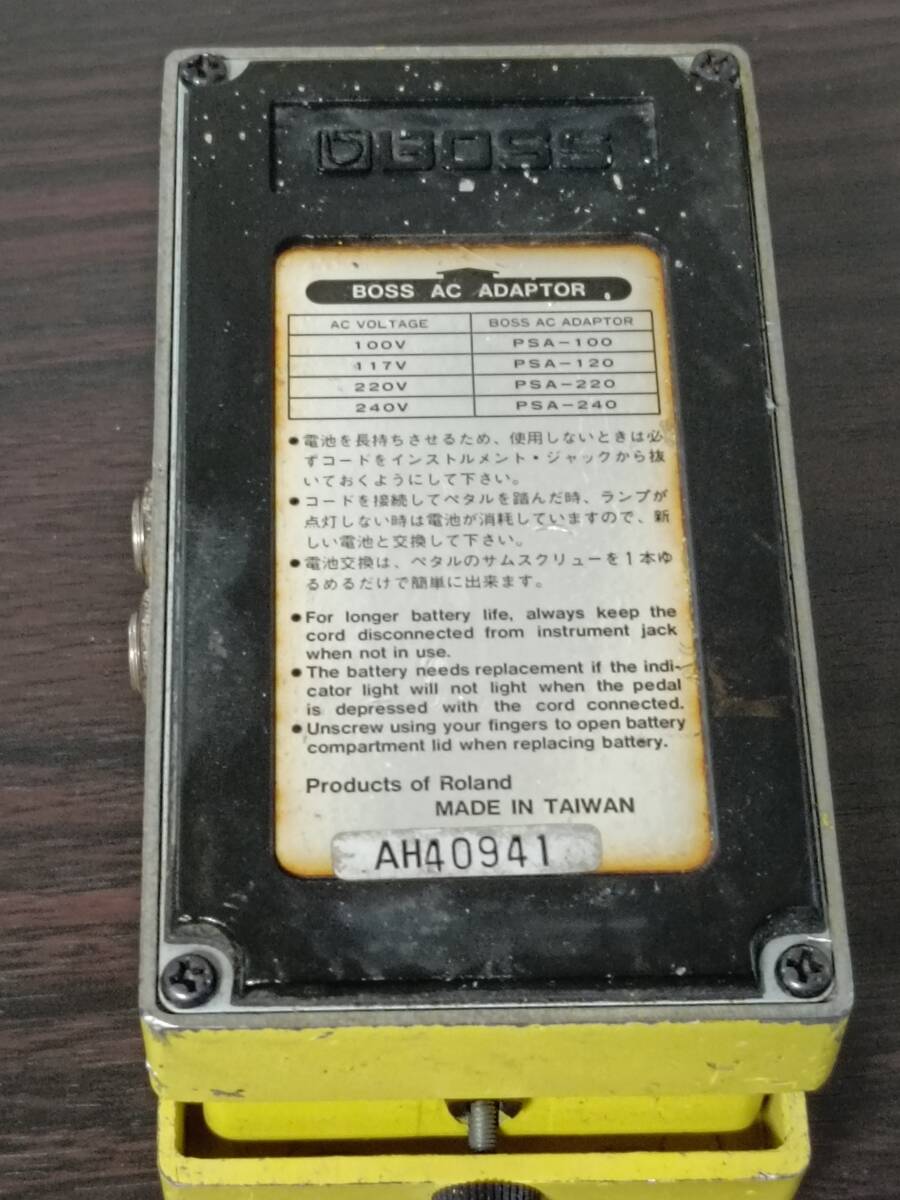 BOSS
BOSS AC ADAPTOR
AC VOLTAGE BOSS AC ADAPTOR
100V PSA-100
117V PSA-120
220V PSA-220
240V PSA-240
●電池を長持ちさせるため、使用しないときは必
ずコードをインストルメント・ジャックから抜
いておくようにして下さい。
●コードを接続してペタルを踏んだ時、ランプが
点灯しない時は電池が消耗していますので、新
しい電池と交換して下さい。
●電池交換は、ペタルのサムスクリューを1本ゆ
るめるだけで簡単に出来ます。
●For longer battery life, always keep the
cord disconnected from instrument jack
when not in use.
●The battery needs replacement if the indi-
cator light will not light when the pedal
is depressed with the cord connected.
●Unscrew using your fingers to open battery
compartment lid when replacing battery.
Products of Roland
MADE IN TAIWAN
AH40941